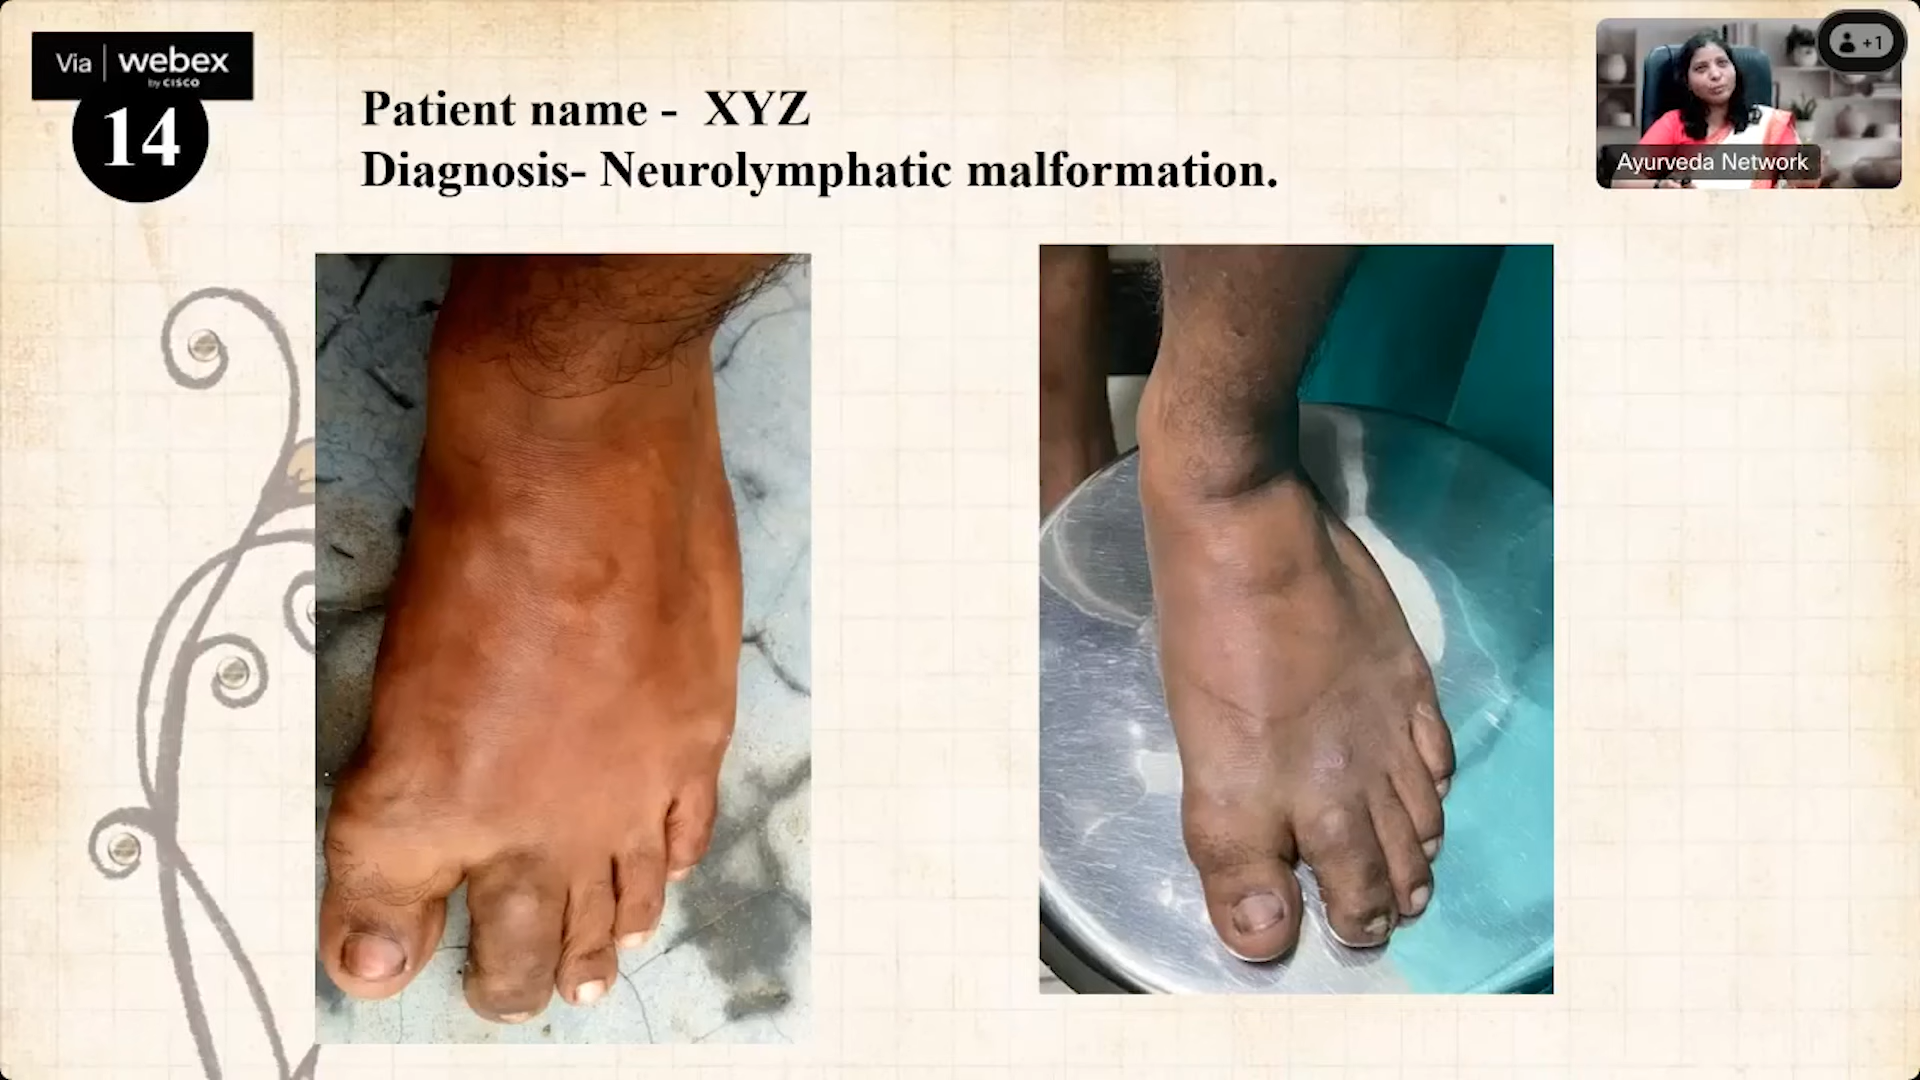 Via | webex
by CISCO
14
Patient name - XYZ
Diagnosis- Neurolymphatic malformation.
+1
Ayurveda Network